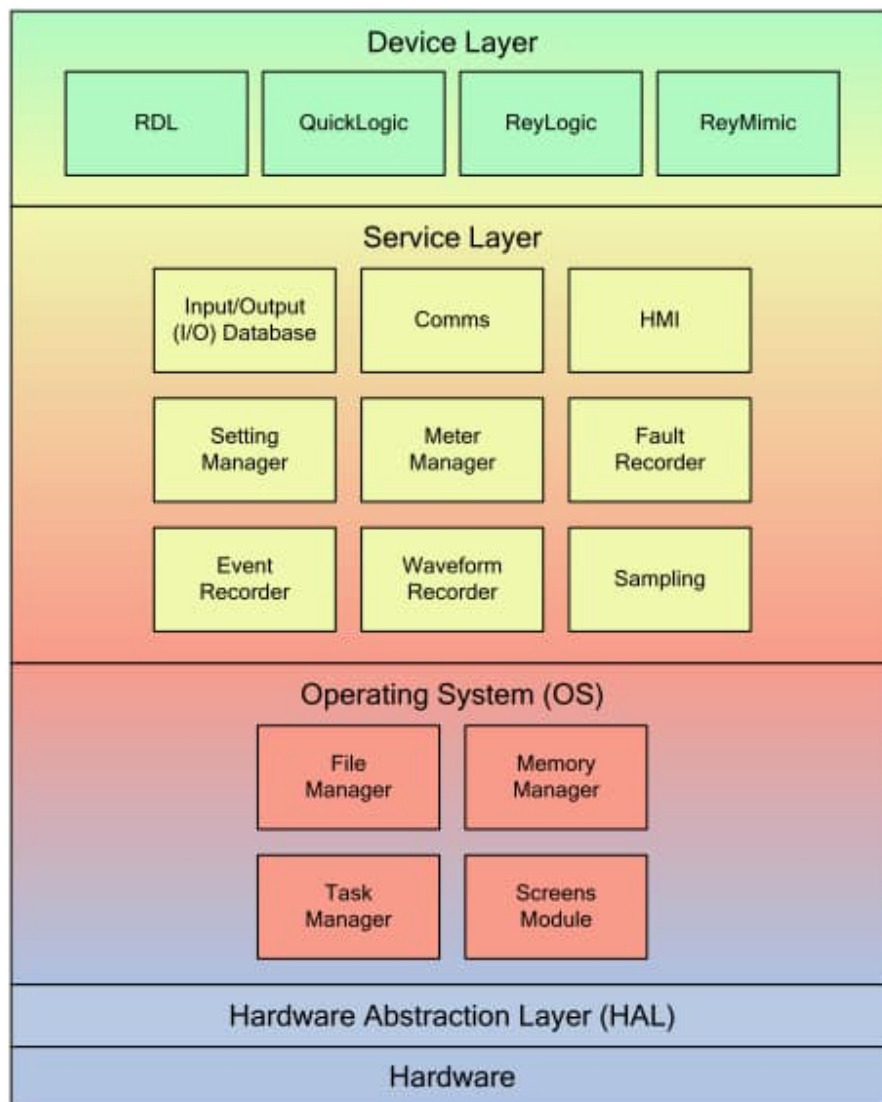 Device Layer
RDL
QuickLogic
ReyLogic
ReyMimic
Service Layer
Input/Output
(I/O) Database
Comms
HMI
Setting
Manager
Meter
Manager
Fault
Recorder
Event
Recorder
Waveform
Recorder
Sampling
Operating System (OS)
File
Manager
Memory
Manager
Task
Manager
Screens
Module
Hardware Abstraction Layer (HAL)
Hardware